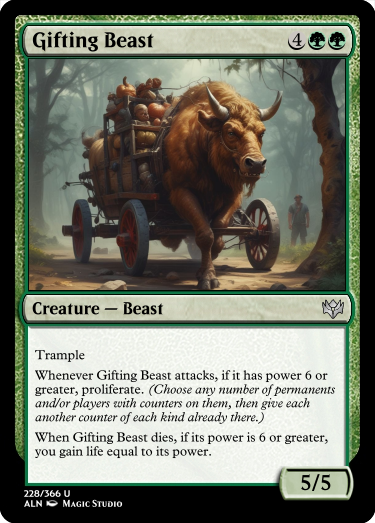 Gifting Beast 4
Creature — Beast
Trample
Whenever Gifting Beast attacks, if it has power 6 or
greater, proliferate. (Choose any number of permanents
and/or players with counters on them, then give each
another counter of each kind already there.)
When Gifting Beast dies, if its power is 6 or greater,
you gain life equal to its power.
5/5
228/366 U
ALN Magic Studio